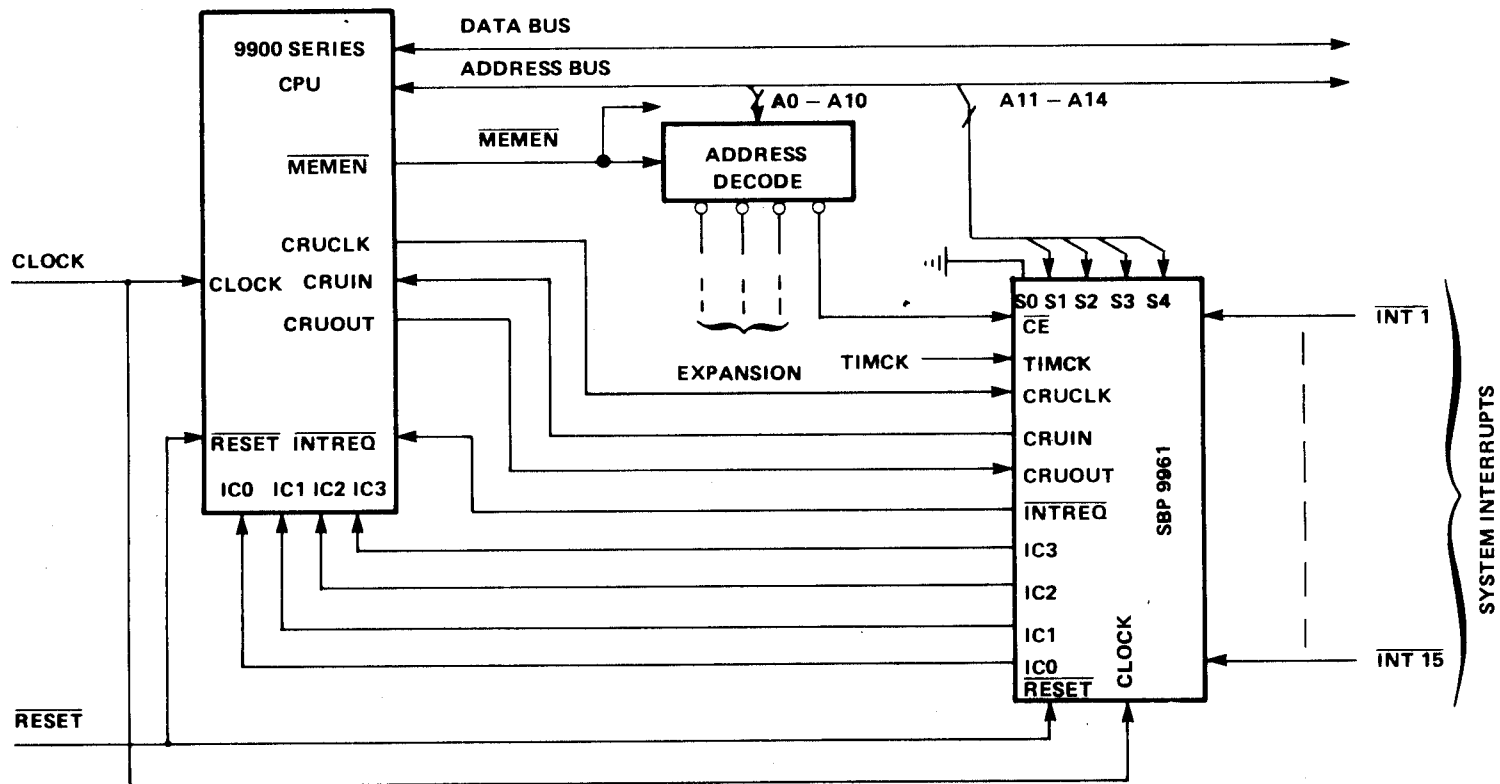 DATA BUS
9900 SERIES
CPU
ADDRESS BUS
A0 – A10
A11 – A14
MEMEN
MEMEN
ADDRESS
DECODE
CRUCLK
CLOCK
CLOCK
CRUIN
CRUOUT
S0 S1 S2 S3 S4
CE
INT 1
TIMCK
TIMCK
EXPANSION
CRUCLK
CRUIN
RESET INTREQ
CRUOUT
IC0 IC1 IC2 IC3
INTREQ
SBP 9961
IC3
IC2
IC1
IC0
CLOCK
RESET
INT 15
SYSTEM INTERRUPTS
RESET